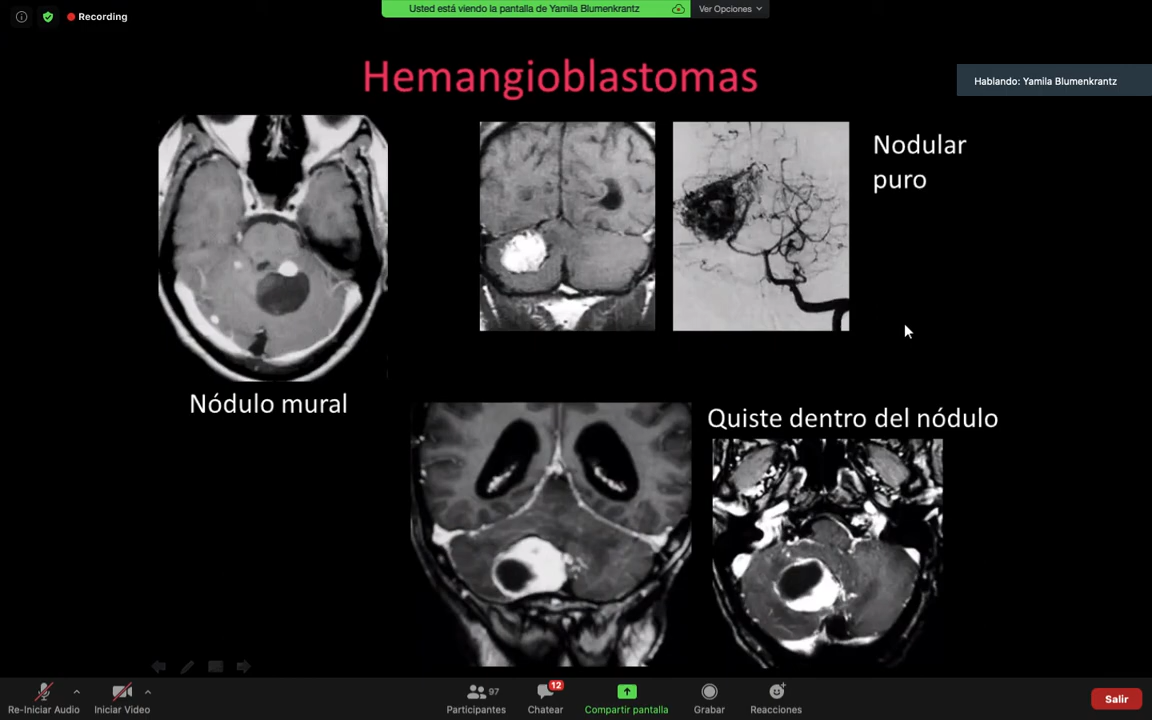 Recording
Usted está viendo la pantalla de Yamila Blumenkrantz
Ver Opciones
Hablando: Yamila Blumenkrantz
Hemangioblastomas
Nodular
puro
Nódulo mural
Quiste dentro del nódulo
Re-Iniciar Audio
Iniciar Video
97
Participantes
12
Chatear
Compartir pantalla
Grabar
Reacciones
Salir